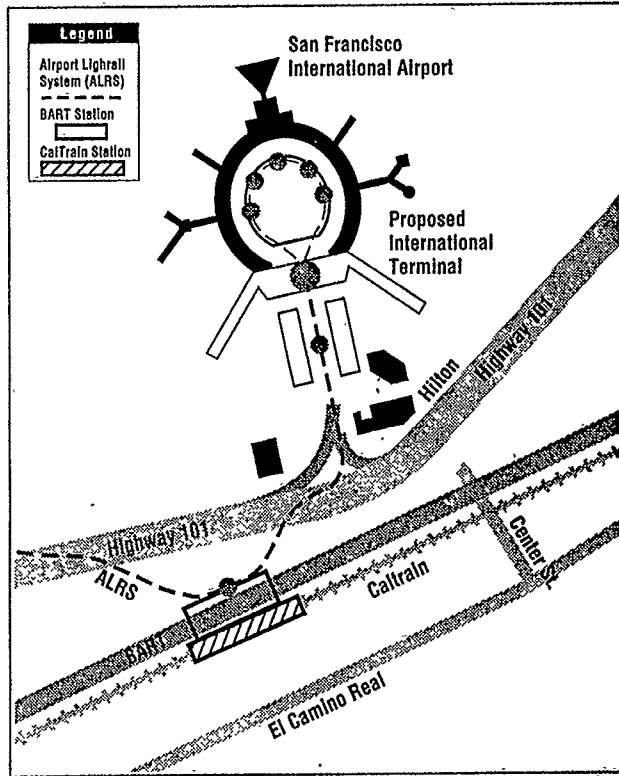 Legend
Airport Lighrall
System (ALRS)
BART Station
CalTrain Station
San Francisco
International Airport
Proposed
International
Terminal
Hilton
Highway 101
Highway 101
ALRS
Center St.
Caltrain
BART
El Camino Real